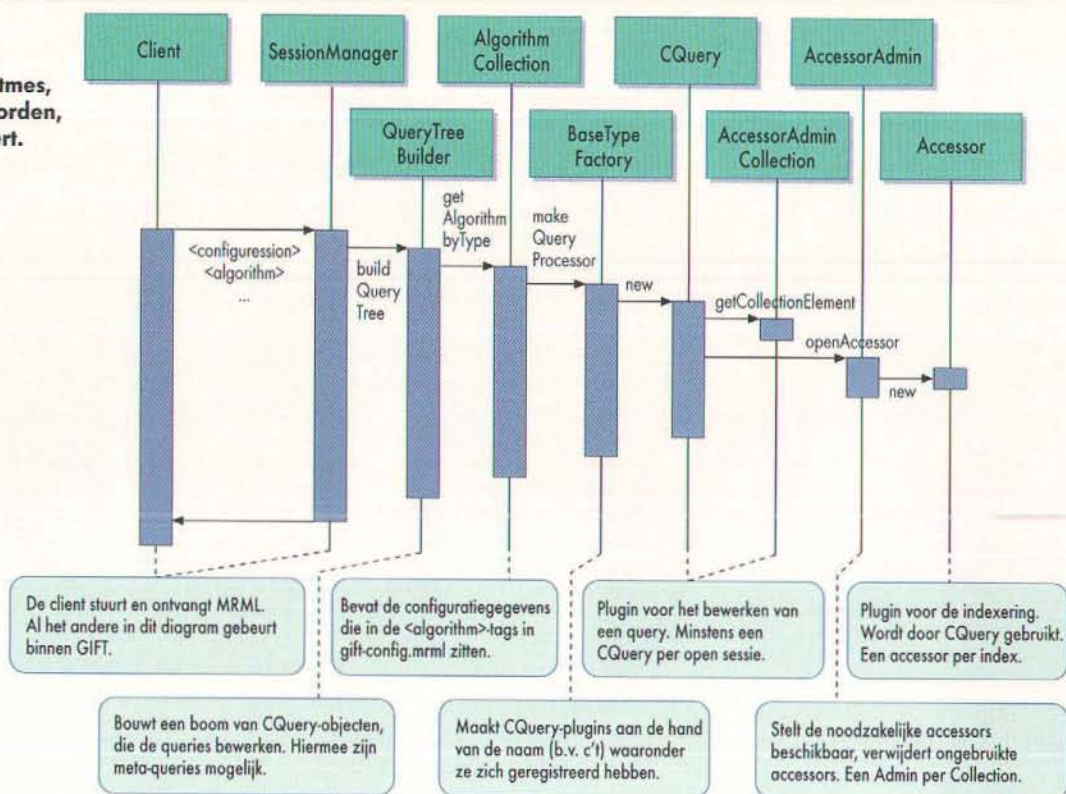 tmes,
orden,
ert.
Client
SessionManager
Algorithm
Collection
CQuery
AccessorAdmin
QueryTree
Builder
BaseType
Factory
AccessorAdmin
Collection
Accessor
<configuression>
<algorithm>
...
build
Query
Tree
get
Algorithm
byType
make
Query
Processor
new
getCollectionElement
openAccessor
new
De client stuurt en ontvangt MRML.
Al het andere in dit diagram gebeurt
binnen GIFT.
Bevat de configuratiegegevens
die in de <algorithm>-tags in
gift-config.mrml zitten.
Plugin voor het bewerken van
een query. Minstens een
CQuery per open sessie.
Plugin voor de indexering.
Wordt door CQuery gebruikt.
Een accessor per index.
Bouwt een boom van CQuery-objecten,
die de queries bewerken. Hiermee zijn
meta-queries mogelijk.
Maakt CQuery-plugins aan de hand
van de naam (b.v. c't) waaronder
ze zich geregistreerd hebben.
Stelt de noodzakelijke accessors
beschikbaar, verwijdert ongebruikte
accessors. Een Admin per Collection.